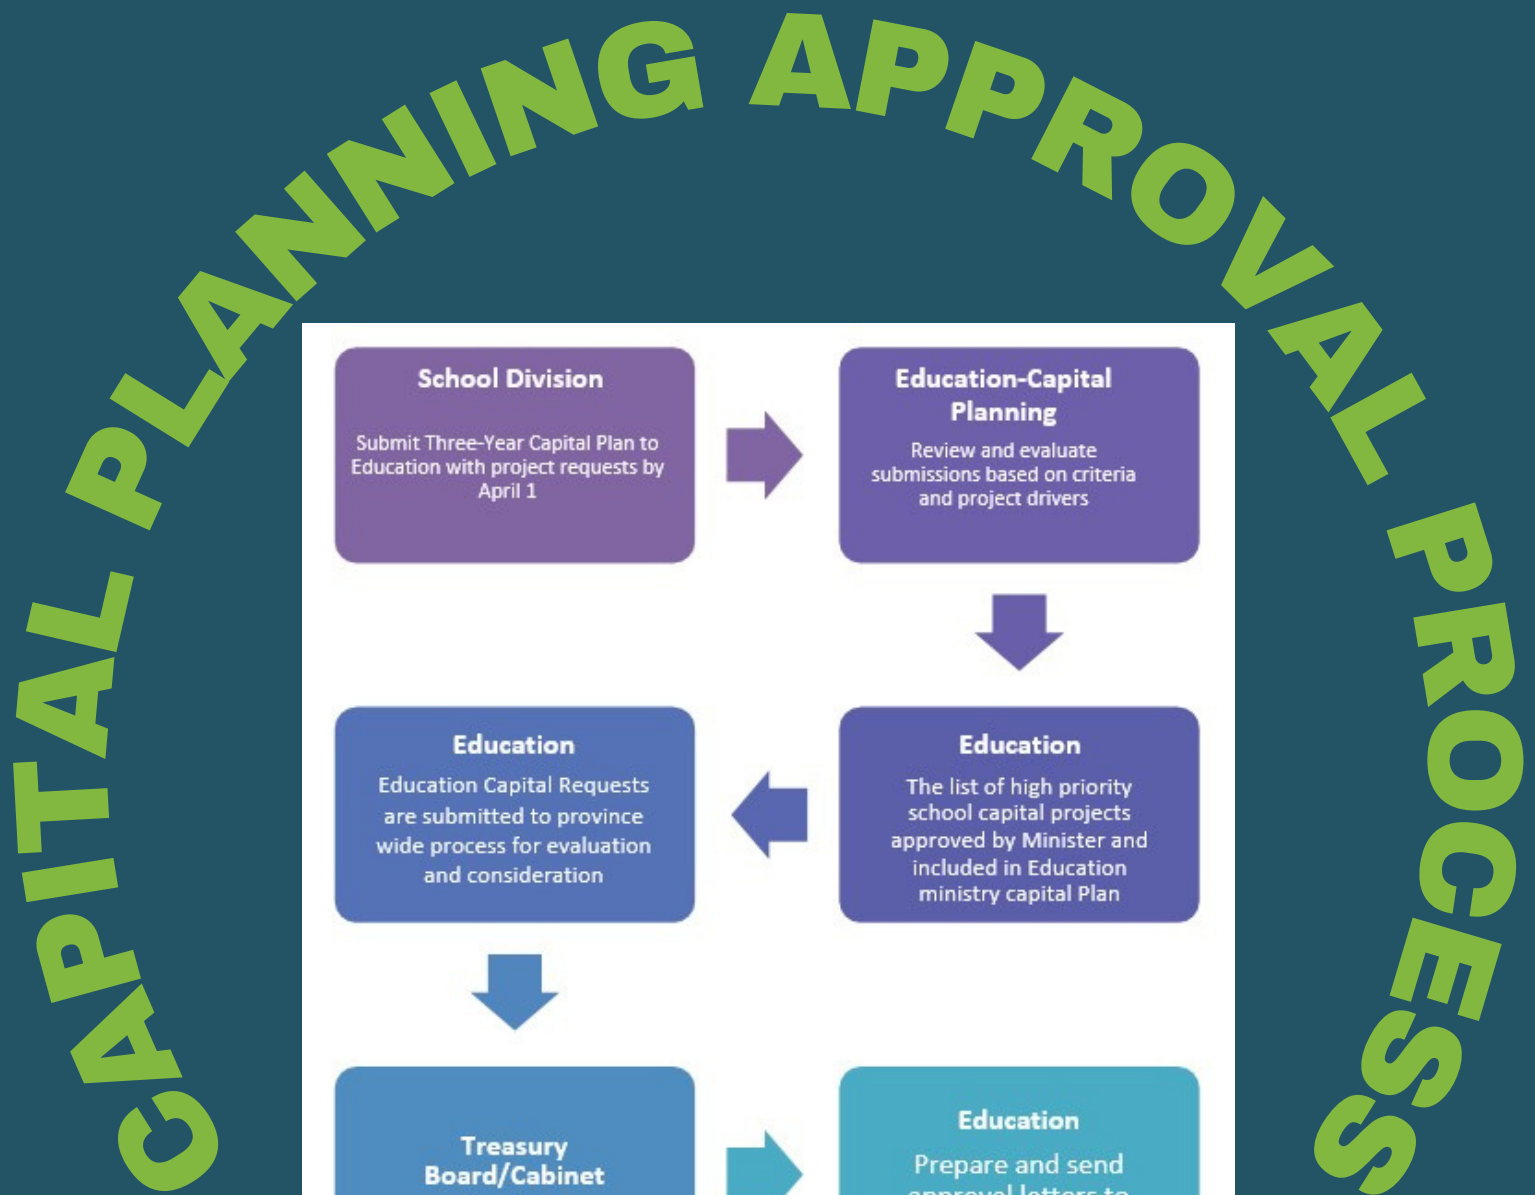 CAPITAL PLANNING APPROVAL PROCESS
School Division
Submit Three-Year Capital Plan to
Education with project requests by
April 1
Education-Capital
Planning
Review and evaluate
submissions based on criteria
and project drivers
Education
The list of high priority
school capital projects
approved by Minister and
included in Education
ministry capital Plan
Education
Education Capital Requests
are submitted to province
wide process for evaluation
and consideration
Treasury
Board/Cabinet
Education
Prepare and send
approval letters to